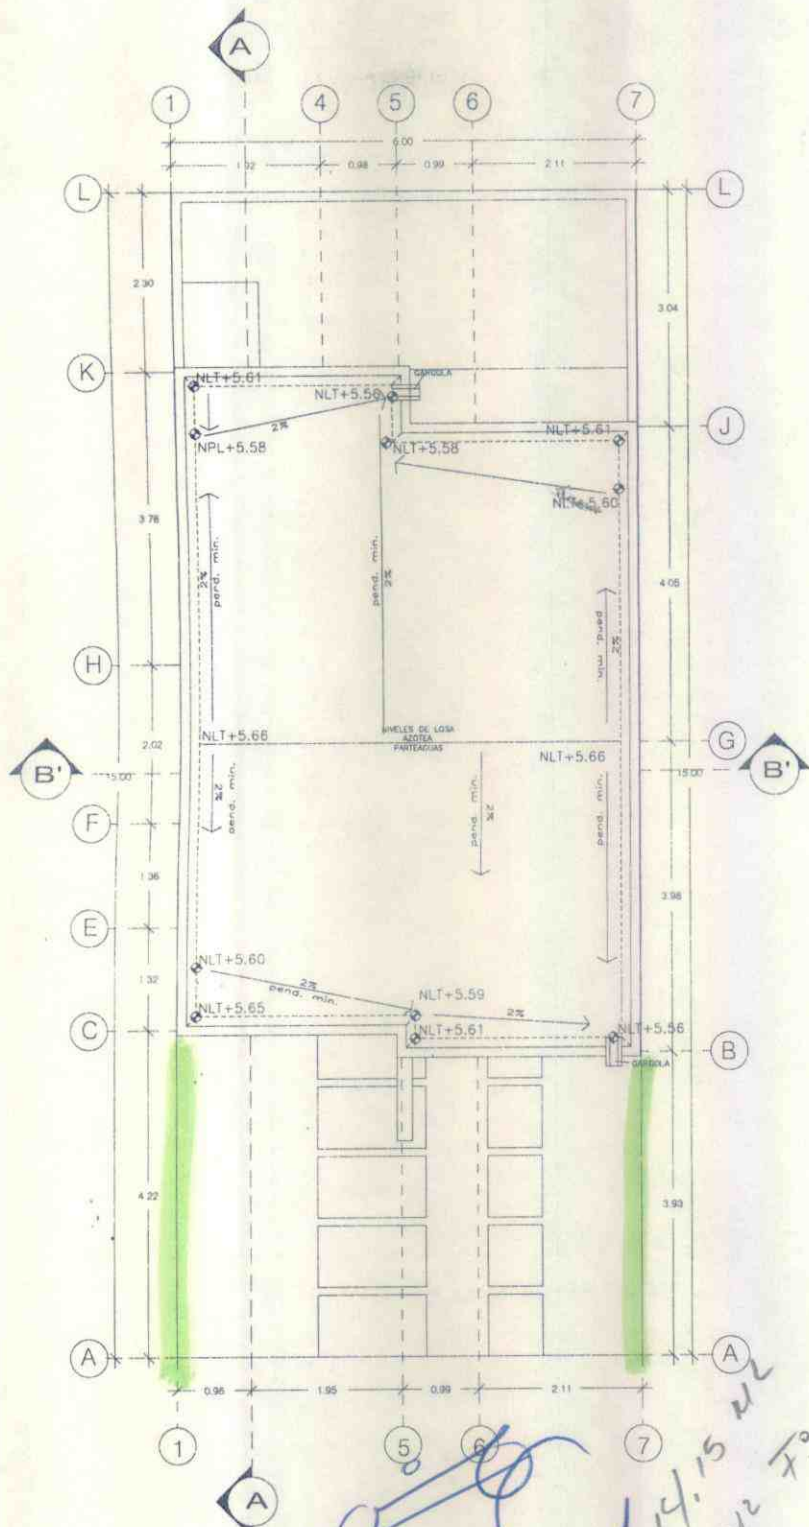 A
1 4 5 6 7
6.00
1.92 0.98 0.99 2.11
L L
2.30
3.04
K
NLT+5.61
GARGOLA
NLT+5.56
J
2%
NPL+5.58
NLT+5.58
NLT+5.61
NLT+5.60
3.78
2%
pend. min.
2%
pend. min.
4.05
2%
pend. min.
H
NLT+5.66
NIVELES DE LOSA
AZOTEA
PARTEAGUAS
G
2.02
NLT+5.66
B' 15.00
15.00 B'
2%
pend. min.
2%
pend. min.
F
1.36
3.98
E
NLT+5.60
1.32
2%
pend. min.
NLT+5.59
2%
NLT+5.65
C
NLT+5.61
NLT+5.56
B
GARGOLA
4.22
3.93
A A
0.96 1.95 0.99 2.11
1 5 6 7
A